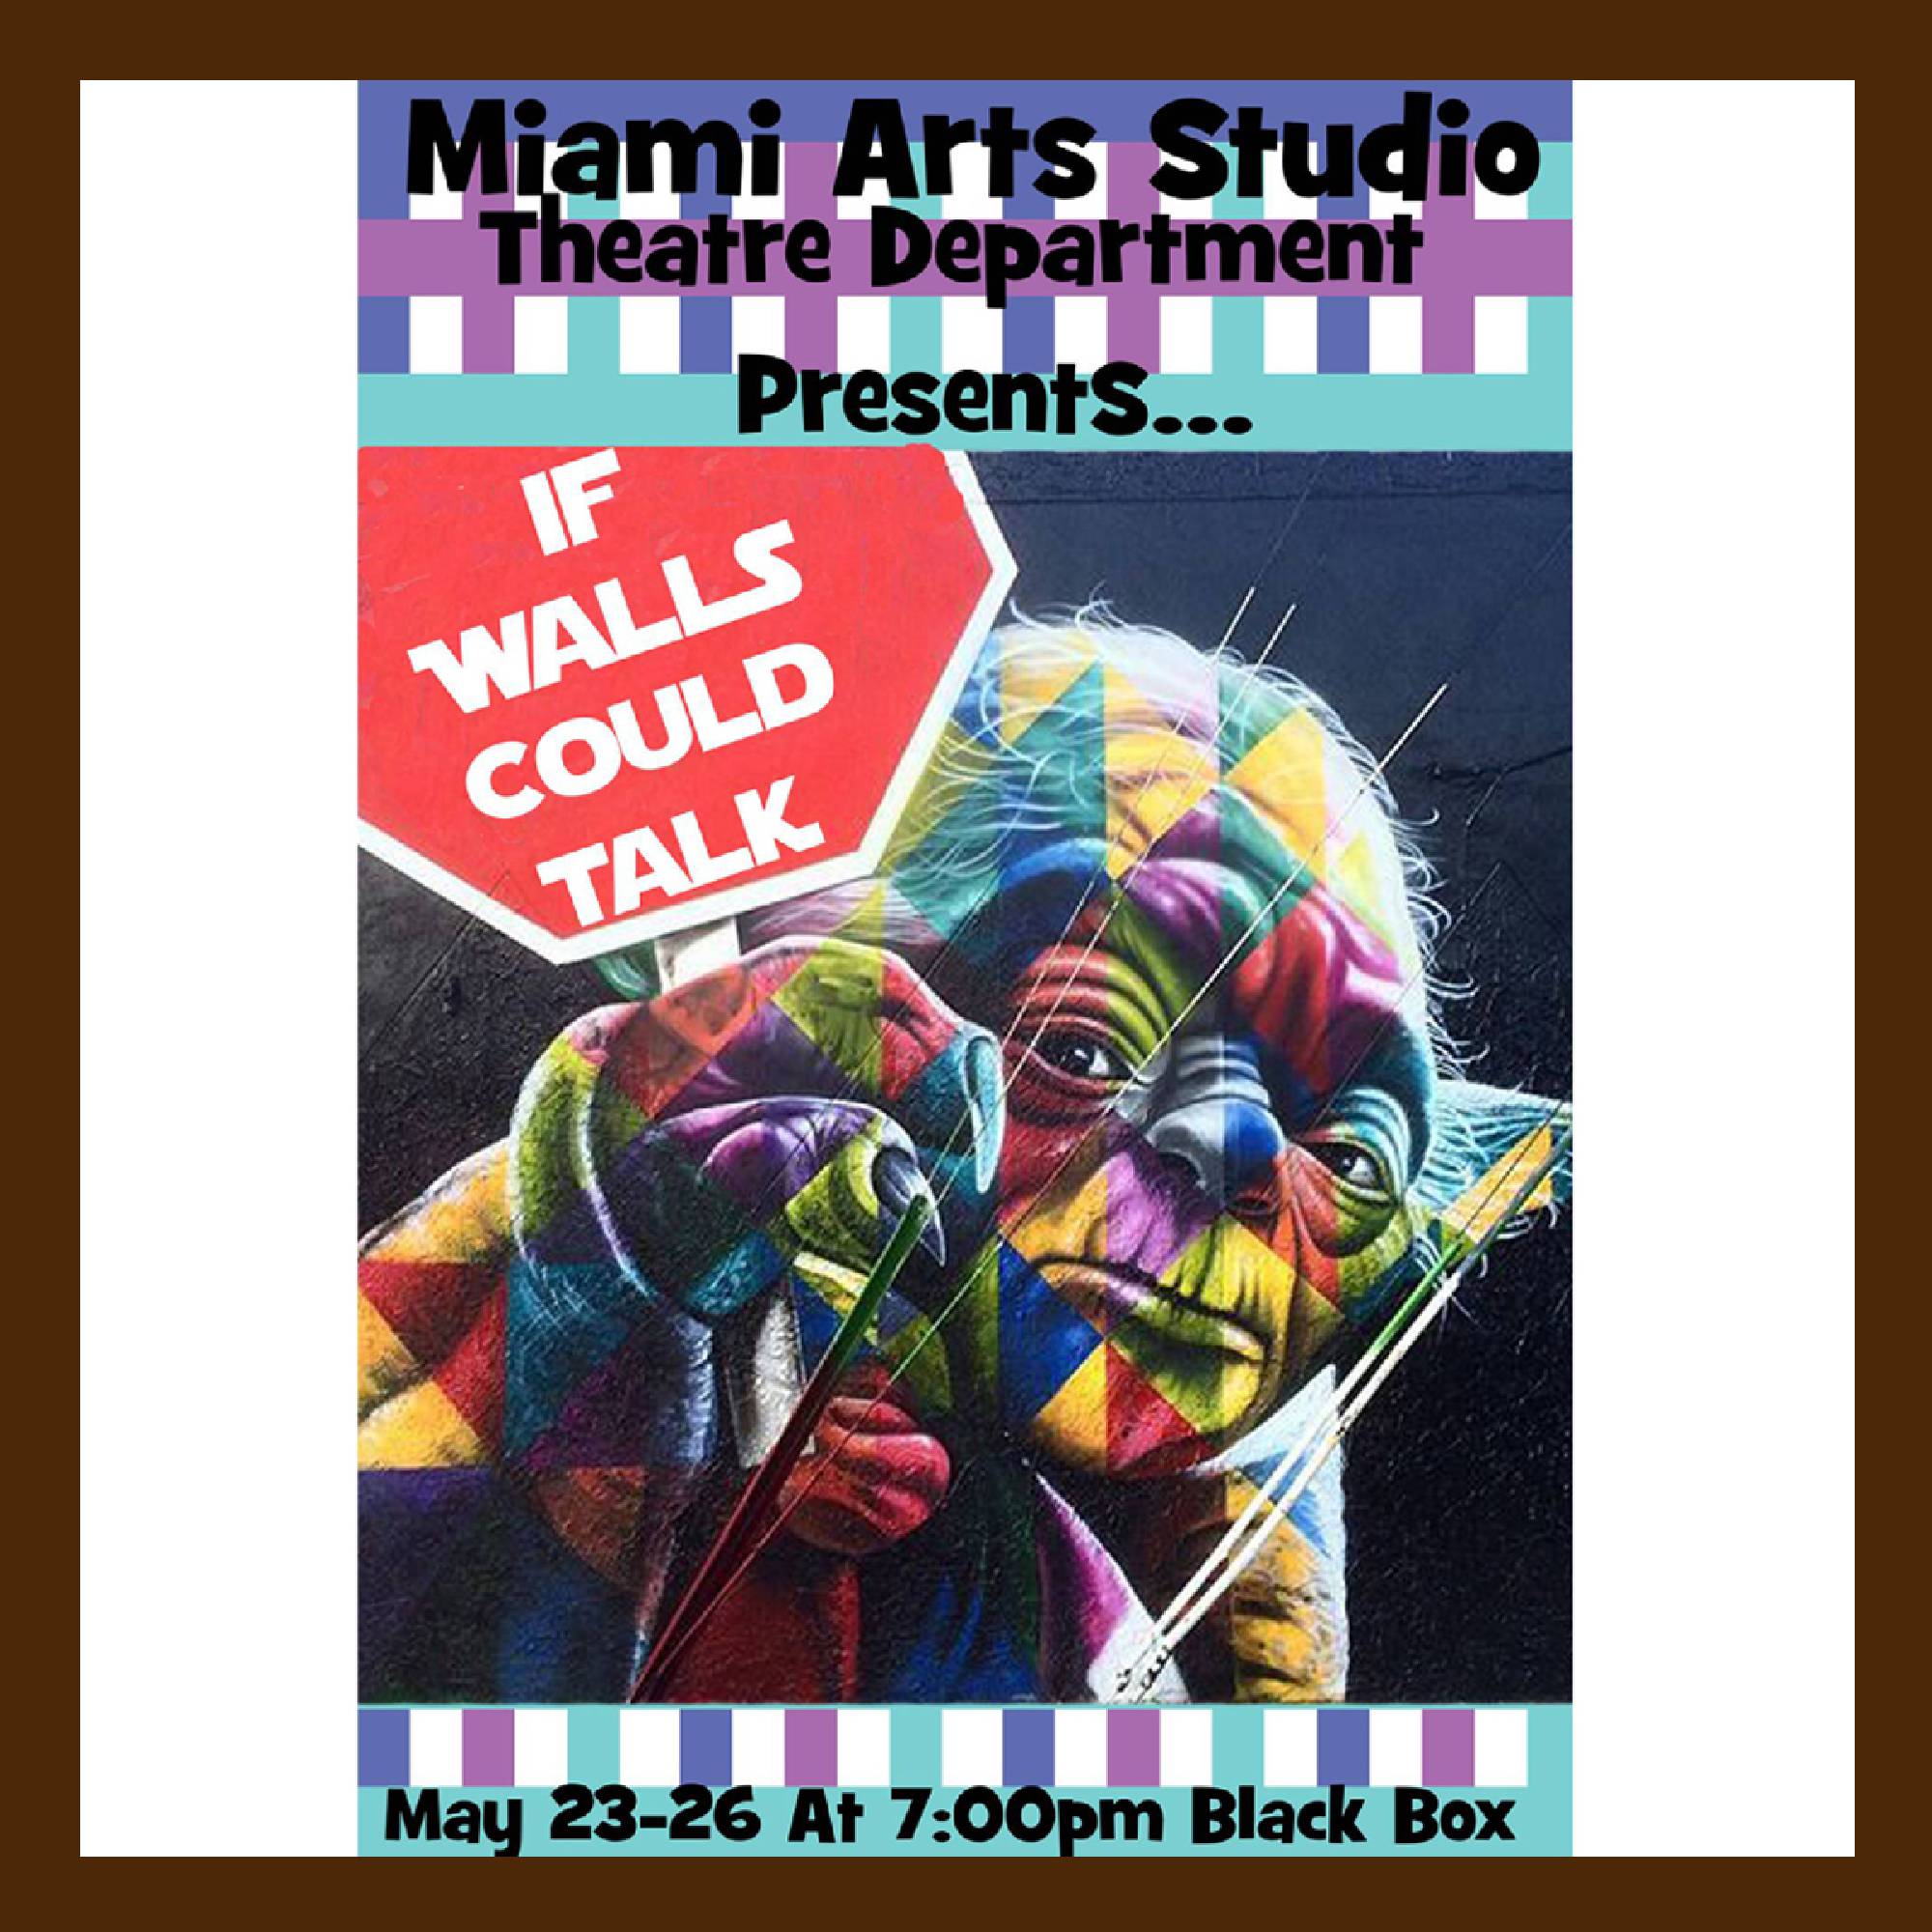 Miami Arts Studio
Theatre Department
Presents...
IF
WALLS
COULD
TALK
May 23-26 At 7:00pm Black Box